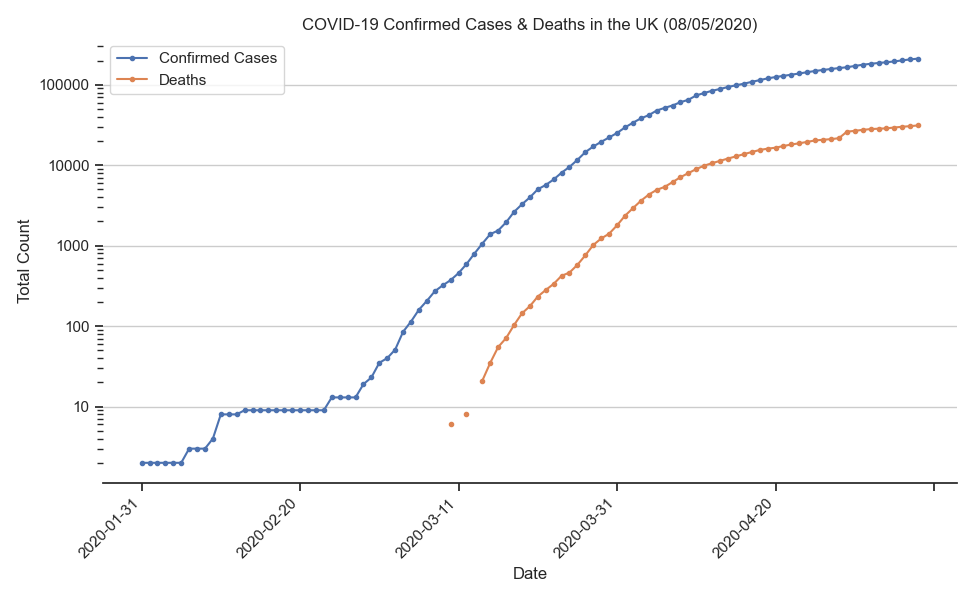 COVID-19 Confirmed Cases & Deaths in the UK (08/05/2020)
Confirmed Cases
Deaths
100000
10000
1000
100
10
Total Count
2020-01-31
2020-02-20
2020-03-11
2020-03-31
2020-04-20
Date